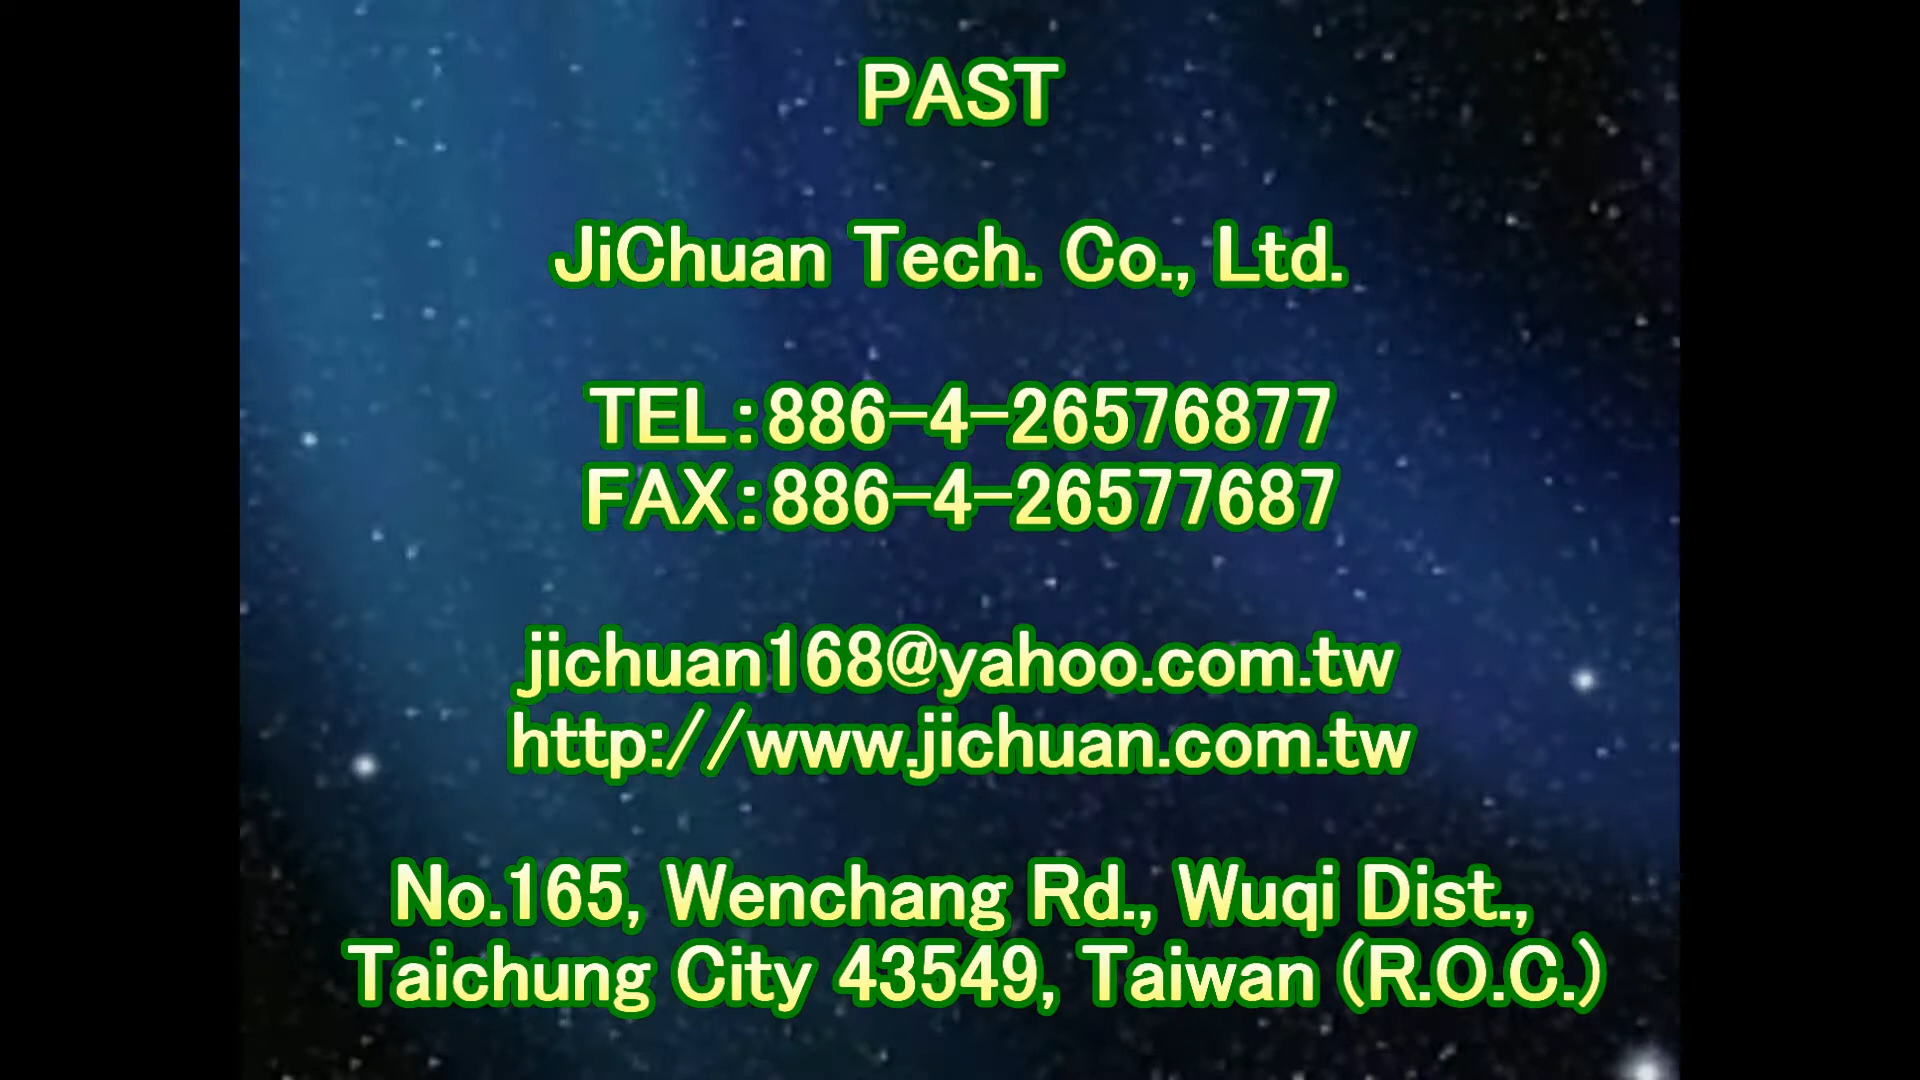 PAST
JiChuan Tech. Co., Ltd.
TEL:886-4-26576877
FAX:886-4-26577687
jichuan168@yahoo.com.tw
http://www.jichuan.com.tw
No.165, Wenchang Rd., Wuqi Dist.,
Taichung City 43549, Taiwan (R.O.C.)